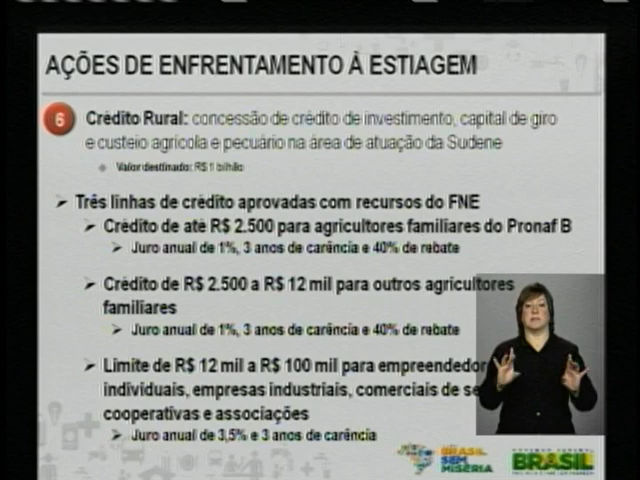 AÇÕES DE ENFRENTAMENTO À ESTIAGEM
6 Crédito Rural: concessão de crédito de investimento, capital de giro
e custeio agrícola e pecuário na área de atuação da Sudene
Valor destinado: R$ 1 bilhão
Três linhas de crédito aprovadas com recursos do FNE
Crédito de até R$ 2.500 para agricultores familiares do Pronaf B
Juro anual de 1%, 3 anos de carência e 40% de rebate
Crédito de R$ 2.500 a R$ 12 mil para outros agricultores
familiares
Juro anual de 1%, 3 anos de carência e 40% de rebate
Limite de R$ 12 mil a R$ 100 mil para empreendedor
individuais, empresas industriais, comerciais de se
cooperativas e associações
Juro anual de 3,5% e 3 anos de carência
BRASIL
SEM
MISÉRIA
GOVERNO FEDERAL
BRASIL